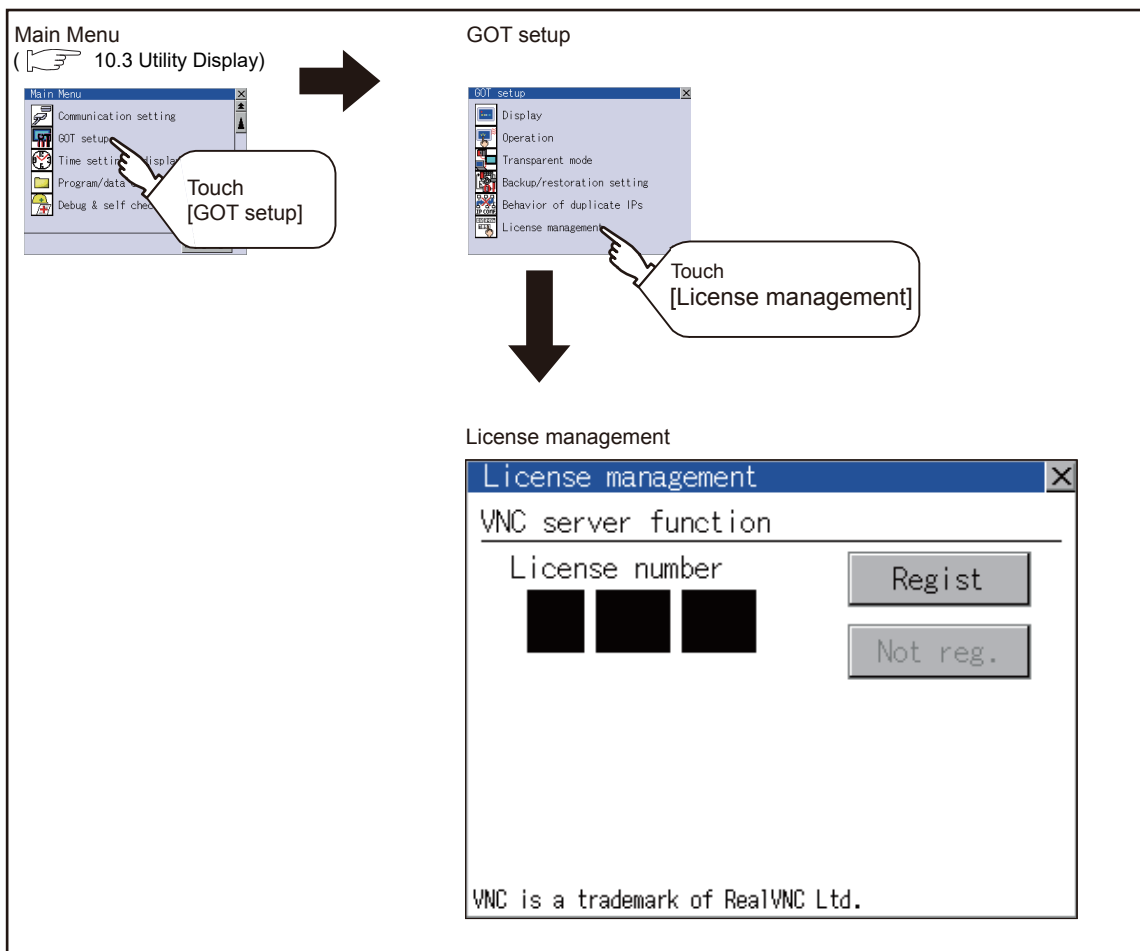 Main Menu
( 10.3 Utility Display)
Main Menu
Communication setting
GOT setup
Time setting
Program/data
Debug & self
Touch
[GOT setup]
GOT setup
GOT setup
Display
Operation
Transparent mode
Backup/restoration setting
Behavior of duplicate IPs
License management
Touch
[License management]
License management
License management
VNC server function
License number
Regist
Not reg.
VNC is a trademark of RealVNC Ltd.